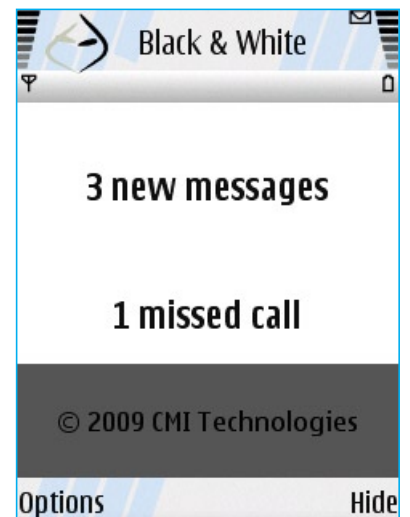 Black & White
3 new messages
1 missed call
© 2009 CMI Technologies
Options Hide